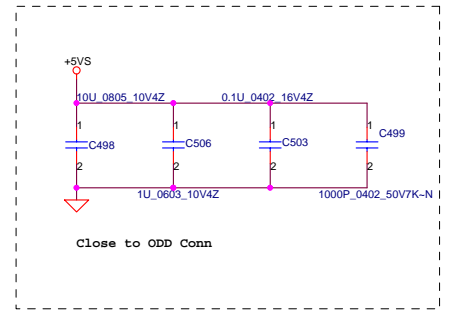 +5VS
10U_0805_10V4Z
0.1U_0402_16V4Z
1
1
1
1
C498
C506
C503
C499
2
2
2
2
1U_0603_10V4Z
1000P_0402_50V7K~N
Close to ODD Conn